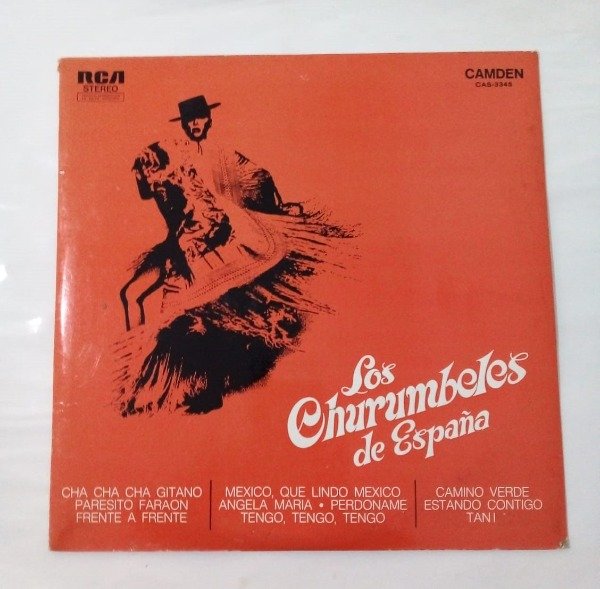 RCA
STEREO
CAMDEN
CAS-3345
Los
Churumbeles
de España
CHA CHA CHA GITANO
PARESITO FARAON
FRENTE A FRENTE
MEXICO, QUE LINDO MEXICO
ANGELA MARIA • PERDONAME
TENGO, TENGO, TENGO
CAMINO VERDE
ESTANDO CONTIGO
TANI